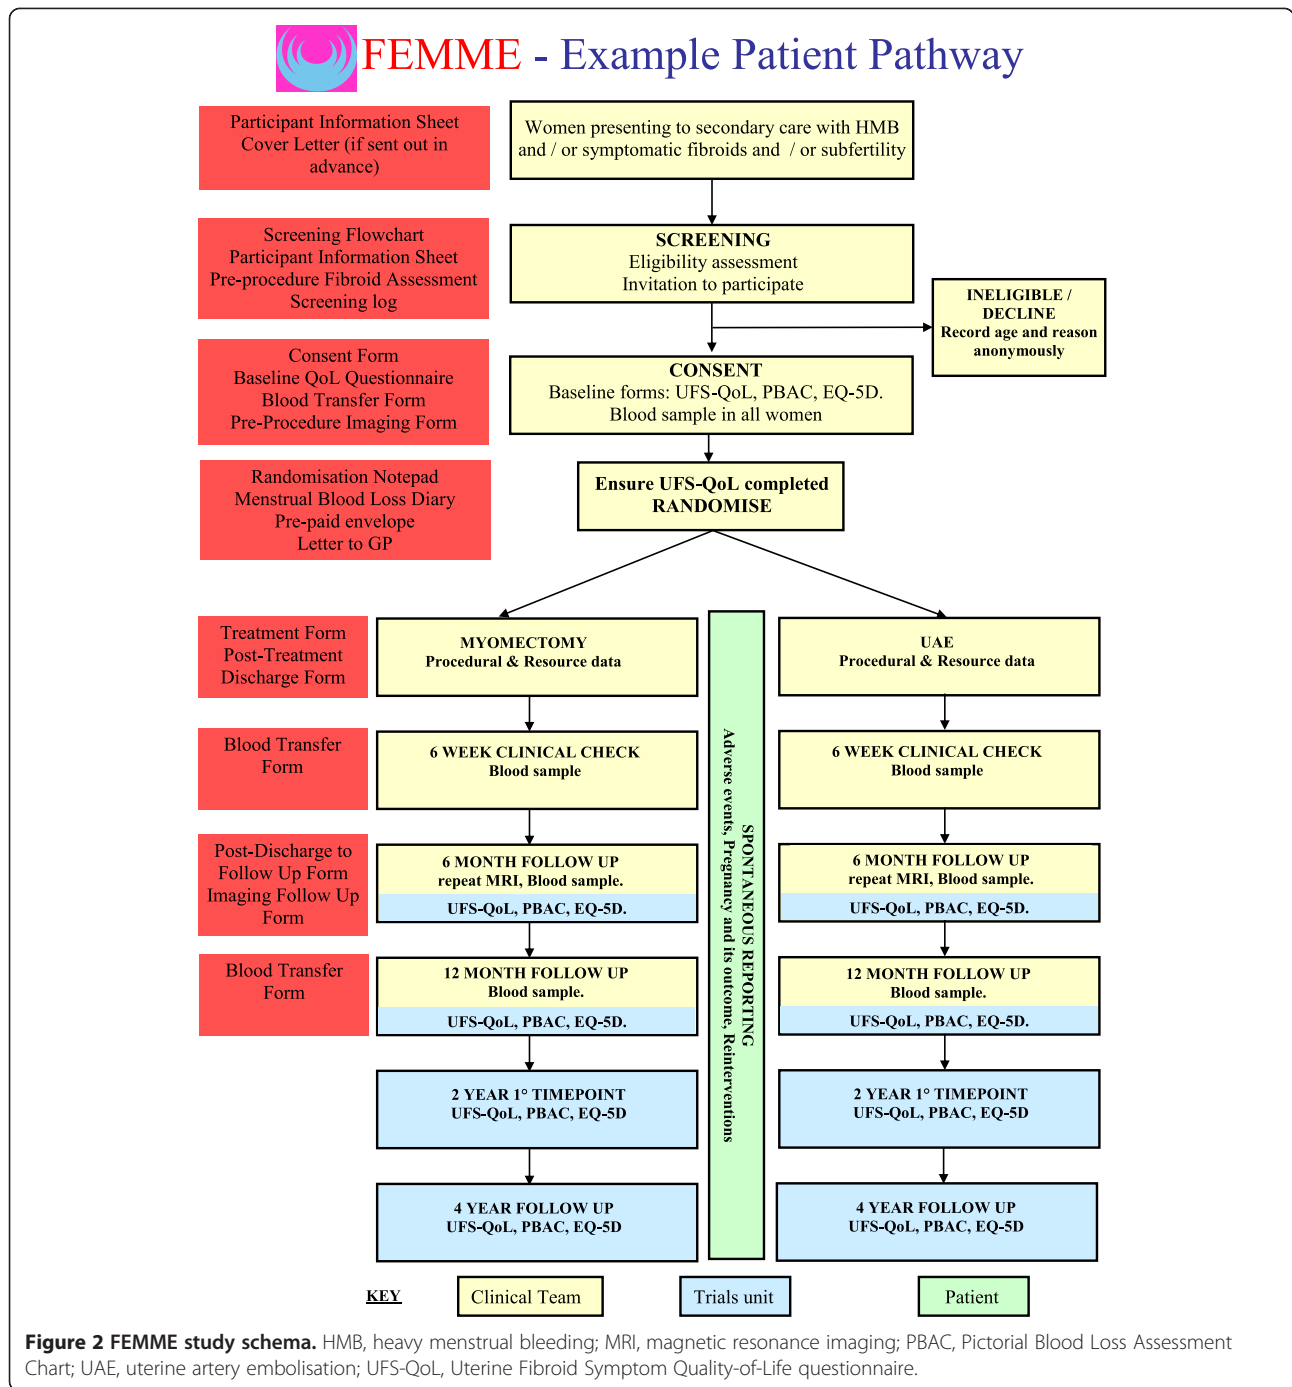 FEMME - Example Patient Pathway
Participant Information Sheet
Cover Letter (if sent out in
advance)
Women presenting to secondary care with HMB
and / or symptomatic fibroids and / or subfertility
Screening Flowchart
Participant Information Sheet
Pre-procedure Fibroid Assessment
Screening log
SCREENING
Eligibility assessment
Invitation to participate
INELIGIBLE /
DECLINE
Record age and reason
anonymously
Consent Form
Baseline QoL Questionnaire
Blood Transfer Form
Pre-Procedure Imaging Form
CONSENT
Baseline forms: UFS-QoL, PBAC, EQ-5D.
Blood sample in all women
Randomisation Notepad
Menstrual Blood Loss Diary
Pre-paid envelope
Letter to GP
Ensure UFS-QoL completed
RANDOMISE
Treatment Form
Post-Treatment
Discharge Form
MYOMECTOMY
Procedural & Resource data
UAE
Procedural & Resource data
Blood Transfer
Form
6 WEEK CLINICAL CHECK
Blood sample
6 WEEK CLINICAL CHECK
Blood sample
SPONTANEOUS REPORTING
Adverse events, Pregnancy and its outcome, Reinterventions
Post-Discharge to
Follow Up Form
Imaging Follow Up
Form
6 MONTH FOLLOW UP
repeat MRI, Blood sample.
UFS-QoL, PBAC, EQ-5D.
6 MONTH FOLLOW UP
repeat MRI, Blood sample.
UFS-QoL, PBAC, EQ-5D.
Blood Transfer
Form
12 MONTH FOLLOW UP
Blood sample.
UFS-QoL, PBAC, EQ-5D.
12 MONTH FOLLOW UP
Blood sample.
UFS-QoL, PBAC, EQ-5D.
2 YEAR 1° TIMEPOINT
UFS-QoL, PBAC, EQ-5D
2 YEAR 1° TIMEPOINT
UFS-QoL, PBAC, EQ-5D
4 YEAR FOLLOW UP
UFS-QoL, PBAC, EQ-5D
4 YEAR FOLLOW UP
UFS-QoL, PBAC, EQ-5D
KEY
Clinical Team
Trials unit
Patient
Figure 2 FEMME study schema. HMB, heavy menstrual bleeding; MRI, magnetic resonance imaging; PBAC, Pictorial Blood Loss Assessment
Chart; UAE, uterine artery embolisation; UFS-QoL, Uterine Fibroid Symptom Quality-of-Life questionnaire.